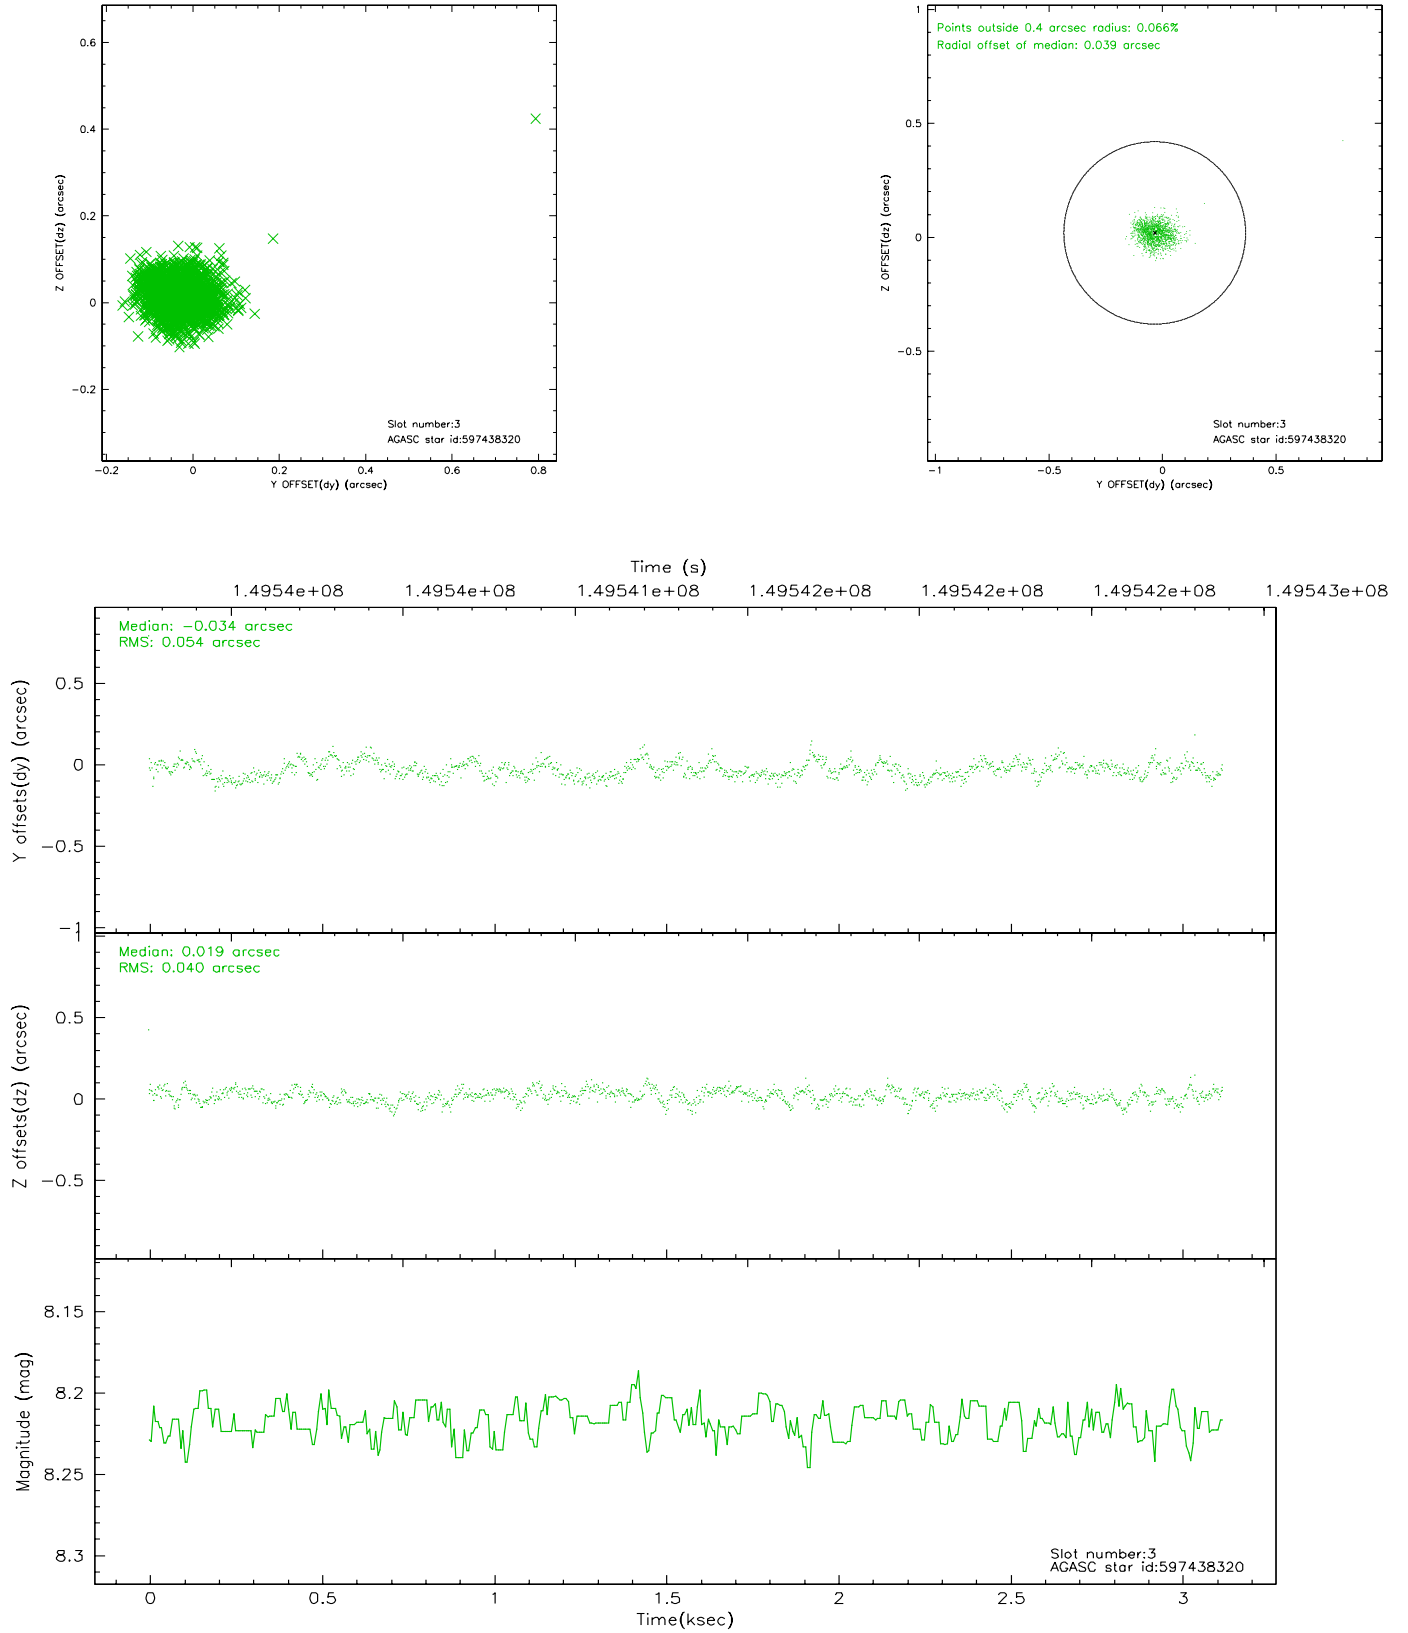 0.6
0.4
0.2
0
−0.2
Z OFFSET(dz) (arcsec)
Slot number:3
AGASC star id:597438320
−0.2 0 0.2 0.4 0.6 0.8
Y OFFSET(dy) (arcsec)
Points outside 0.4 arcsec radius: 0.066%
Radial offset of median: 0.039 arcsec
1
0.5
0
−0.5
Z OFFSET(dz) (arcsec)
Slot number:3
AGASC star id:597438320
−1 −0.5 0 0.5
Y OFFSET(dy) (arcsec)
Time (s)
1.4954e+08 1.4954e+08 1.49541e+08 1.49542e+08 1.49542e+08 1.49542e+08 1.49543e+08
Median: −0.034 arcsec
RMS: 0.054 arcsec
0.5
0
−0.5
−1
Y offsets(dy) (arcsec)
Median: 0.019 arcsec
RMS: 0.040 arcsec
1
0.5
0
−0.5
Z offsets(dz) (arcsec)
8.15
8.2
8.25
8.3
Magnitude (mag)
Slot number:3
AGASC star id:597438320
0 0.5 1 1.5 2 2.5 3
Time(ksec)